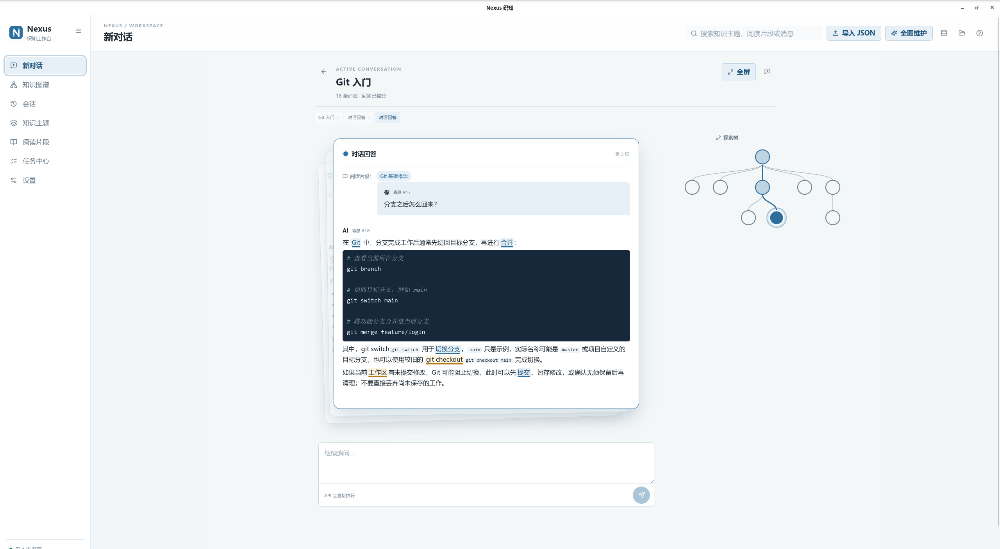 Nexus 织知
Nexus
织知工作台
新对话
知识图谱
会话
知识主题
阅读片段
任务中心
设置
NEXUS / WORKSPACE
新对话
搜索知识主题、阅读片段或消息
导入 JSON
全图维护
ACTIVE CONVERSATION
Git 入门
18 条消息 · 回答已整理
全屏
Git 入门 ›
对话回答 ›
对话回答
探索树
对话回答
第 3 层
阅读片段：
Git 基础概念
你 消息 #17
分支之后怎么回来？
AI 消息 #18
在 Git 中，分支完成工作后通常先切回目标分支，再进行合并：
# 查看当前所在分支
git branch
# 切回目标分支，例如 main
git switch main
# 将功能分支合并进当前分支
git merge feature/login
其中，git switch git switch 用于切换分支。main 只是示例，实际名称可能是 master 或项目自定义的
目标分支。也可以使用较旧的 git checkout git checkout main 完成切换。
如果当前工作区有未提交修改，Git 可能阻止切换。此时可以先提交、暂存修改，或确认无须保留后再
清理；不要直接丢弃尚未保存的工作。
继续追问...
API 会直接执行